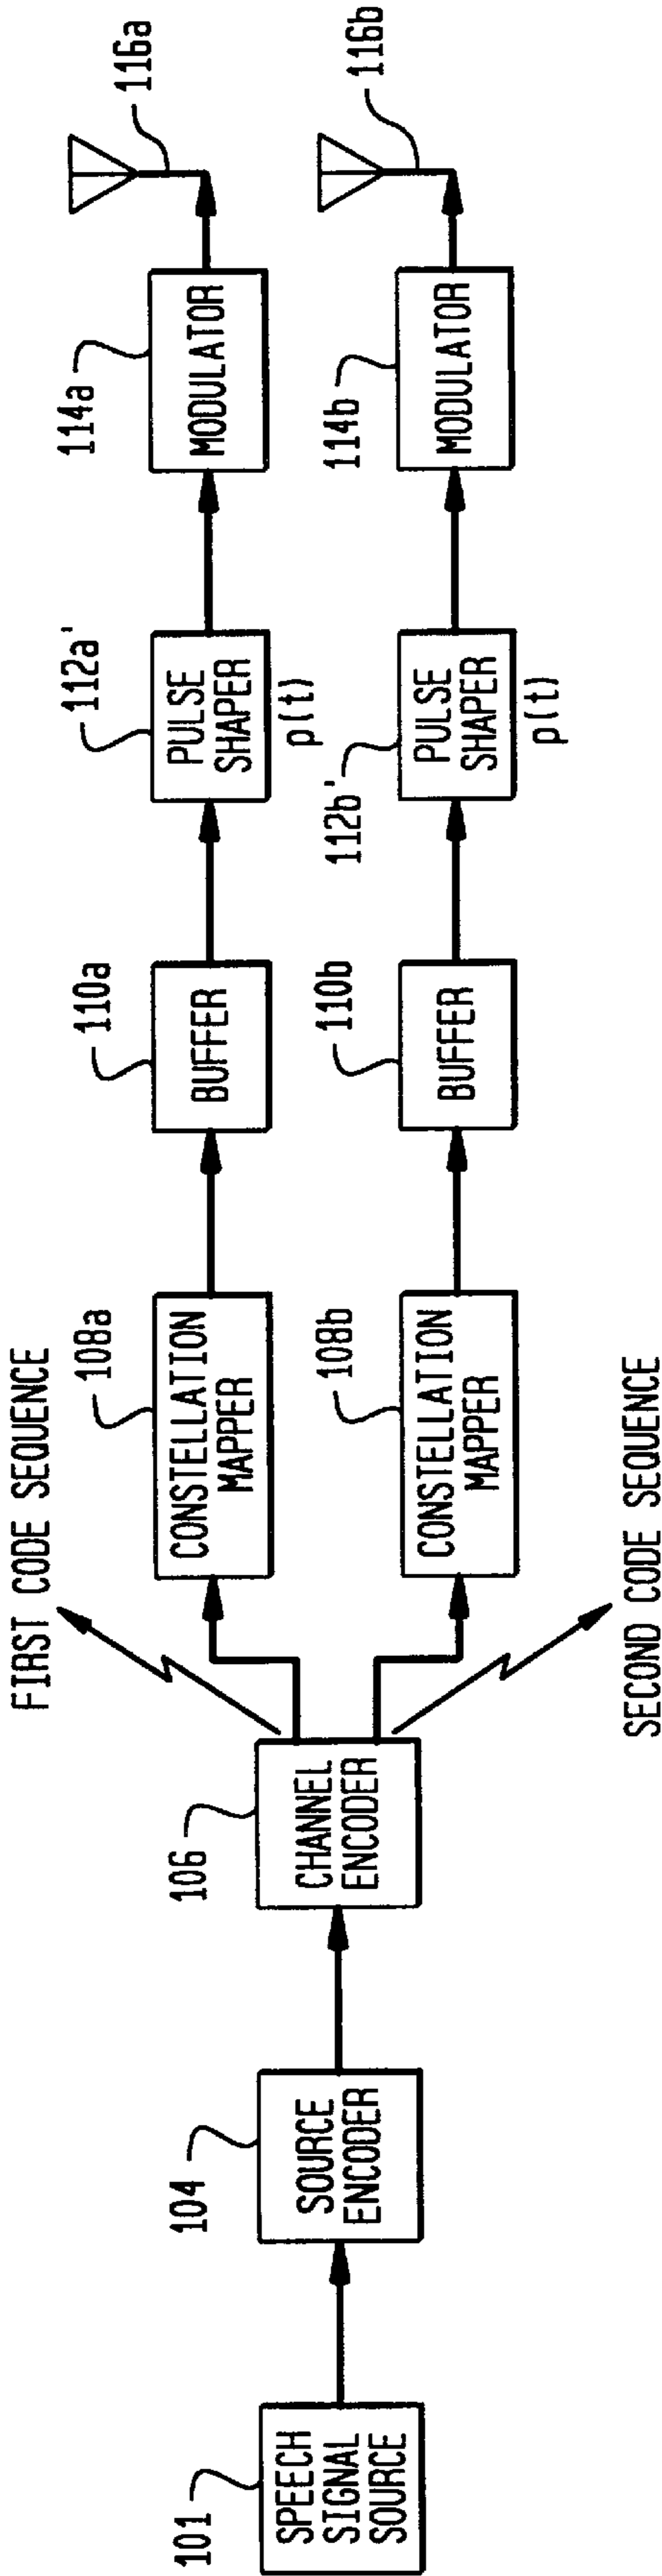 FIRST CODE SEQUENCE
108a
CONSTELLATION
MAPPER
110a
BUFFER
112a'
PULSE
SHAPER
p(t)
114a
MODULATOR
116a
101
SPEECH
SIGNAL
SOURCE
104
SOURCE
ENCODER
106
CHANNEL
ENCODER
108b
CONSTELLATION
MAPPER
110b
BUFFER
112b'
PULSE
SHAPER
p(t)
114b
MODULATOR
116b
SECOND CODE SEQUENCE